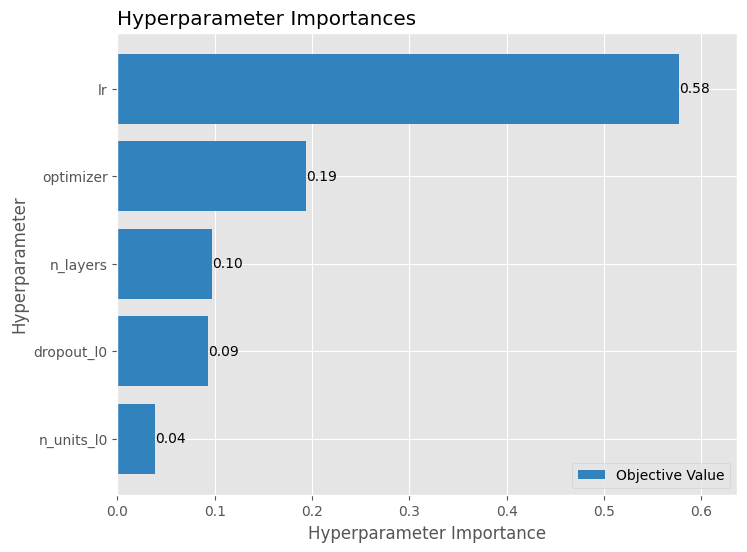 Hyperparameter Importances
Hyperparameter
lr
0.58
optimizer
0.19
n_layers
0.10
dropout_l0
0.09
n_units_l0
0.04
Objective Value
0.0 0.1 0.2 0.3 0.4 0.5 0.6
Hyperparameter Importance